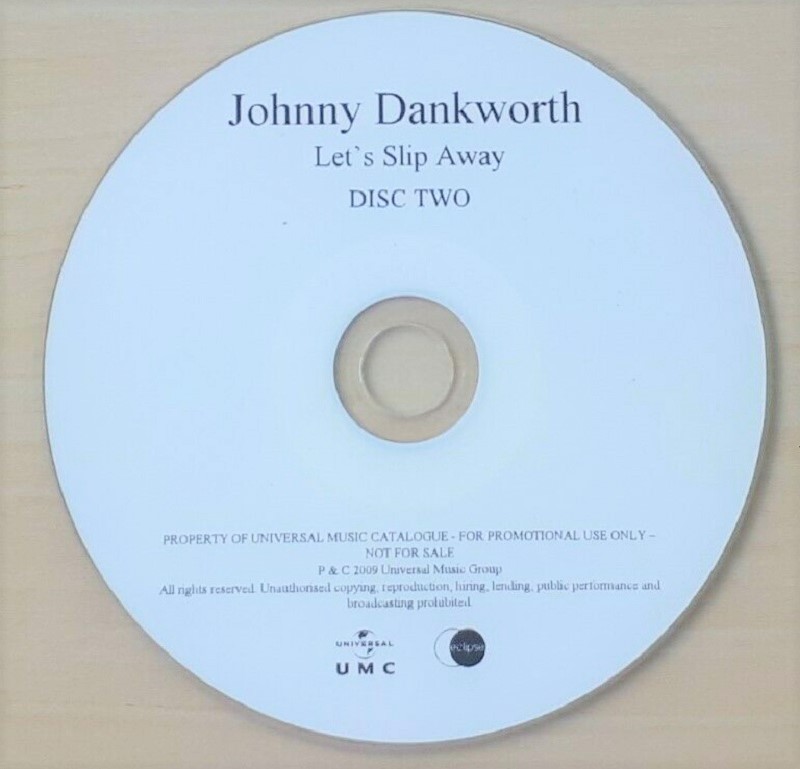 Johnny Dankworth
Let`s Slip Away
DISC TWO
PROPERTY OF UNIVERSAL MUSIC CATALOGUE - FOR PROMOTIONAL USE ONLY –
NOT FOR SALE
P & C 2009 Universal Music Group
All rights reserved. Unauthorised copying, reproduction, hiring, lending, public performance and
broadcasting prohibited.
UNIVERSAL
UMC
eclipse